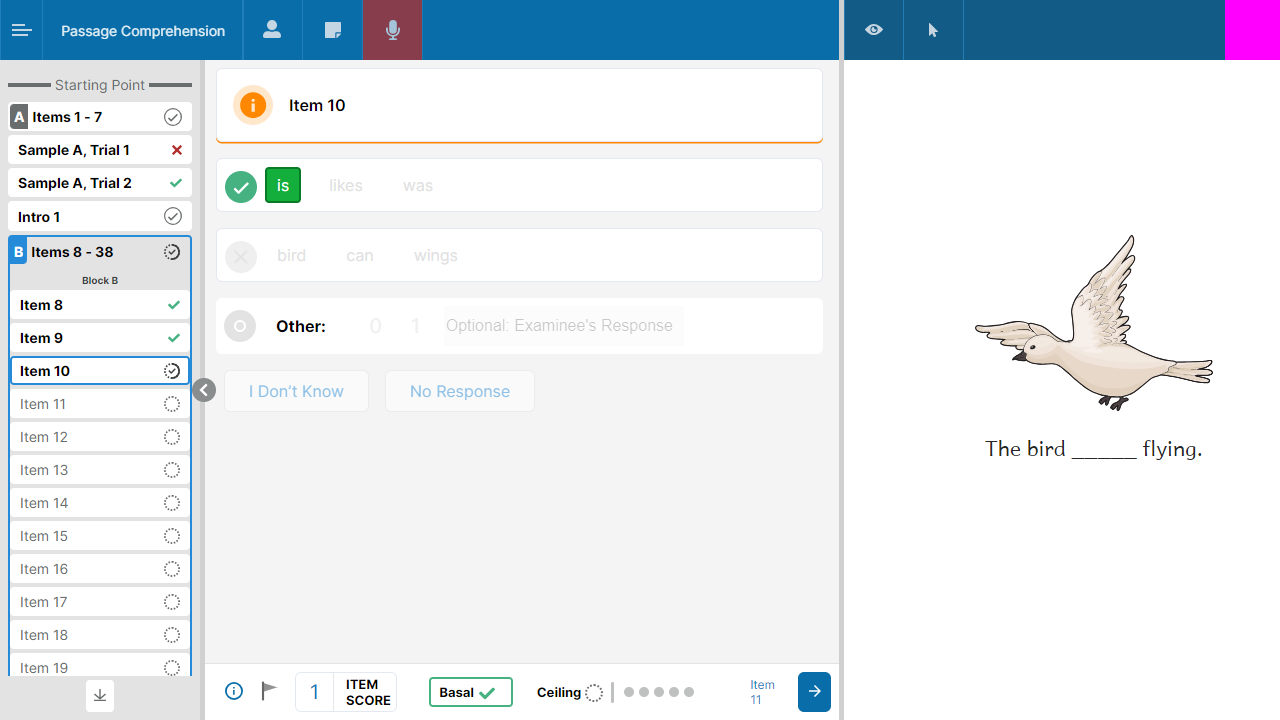 Passage Comprehension
Starting Point
A Items 1 - 7
Sample A, Trial 1
Sample A, Trial 2
Intro 1
B Items 8 - 38
Block B
Item 8
Item 9
Item 10
Item 11
Item 12
Item 13
Item 14
Item 15
Item 16
Item 17
Item 18
Item 19
Item 10
is likes was
bird can wings
Other: 0 1 Optional: Examinee's Response
I Don't Know No Response
1 ITEM SCORE
Basal
Ceiling
Item 11
The bird _____ flying.